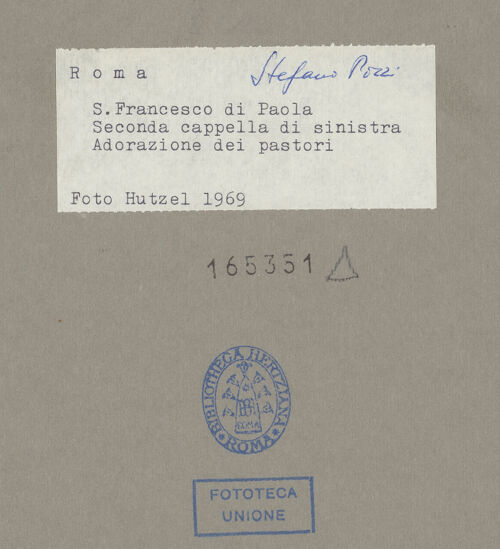 Roma Stefano Pozzi
S.Francesco di Paola
Seconda cappella di sinistra
Adorazione dei pastori
Foto Hutzel 1969
165351
BIBLIOTHECA HERTZIANA
ROMA
FOTOTECA
UNIONE